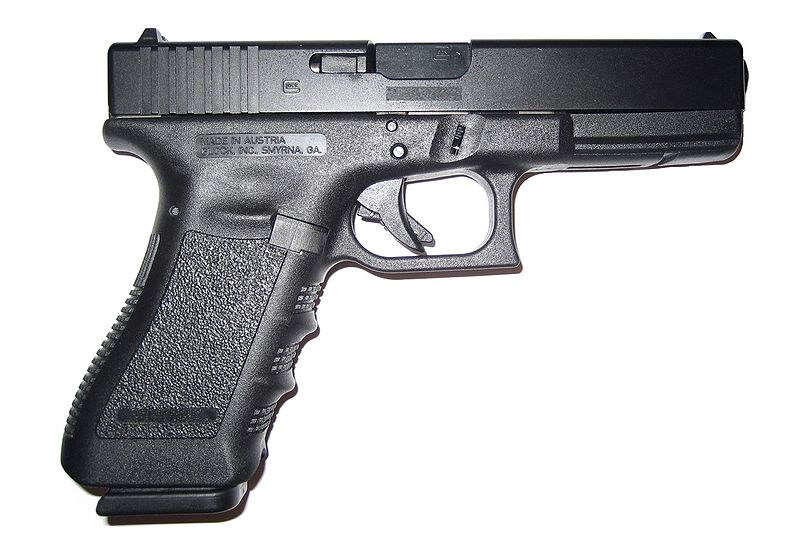 MADE IN AUSTRIA
GLOCK, INC., SMYRNA, GA.